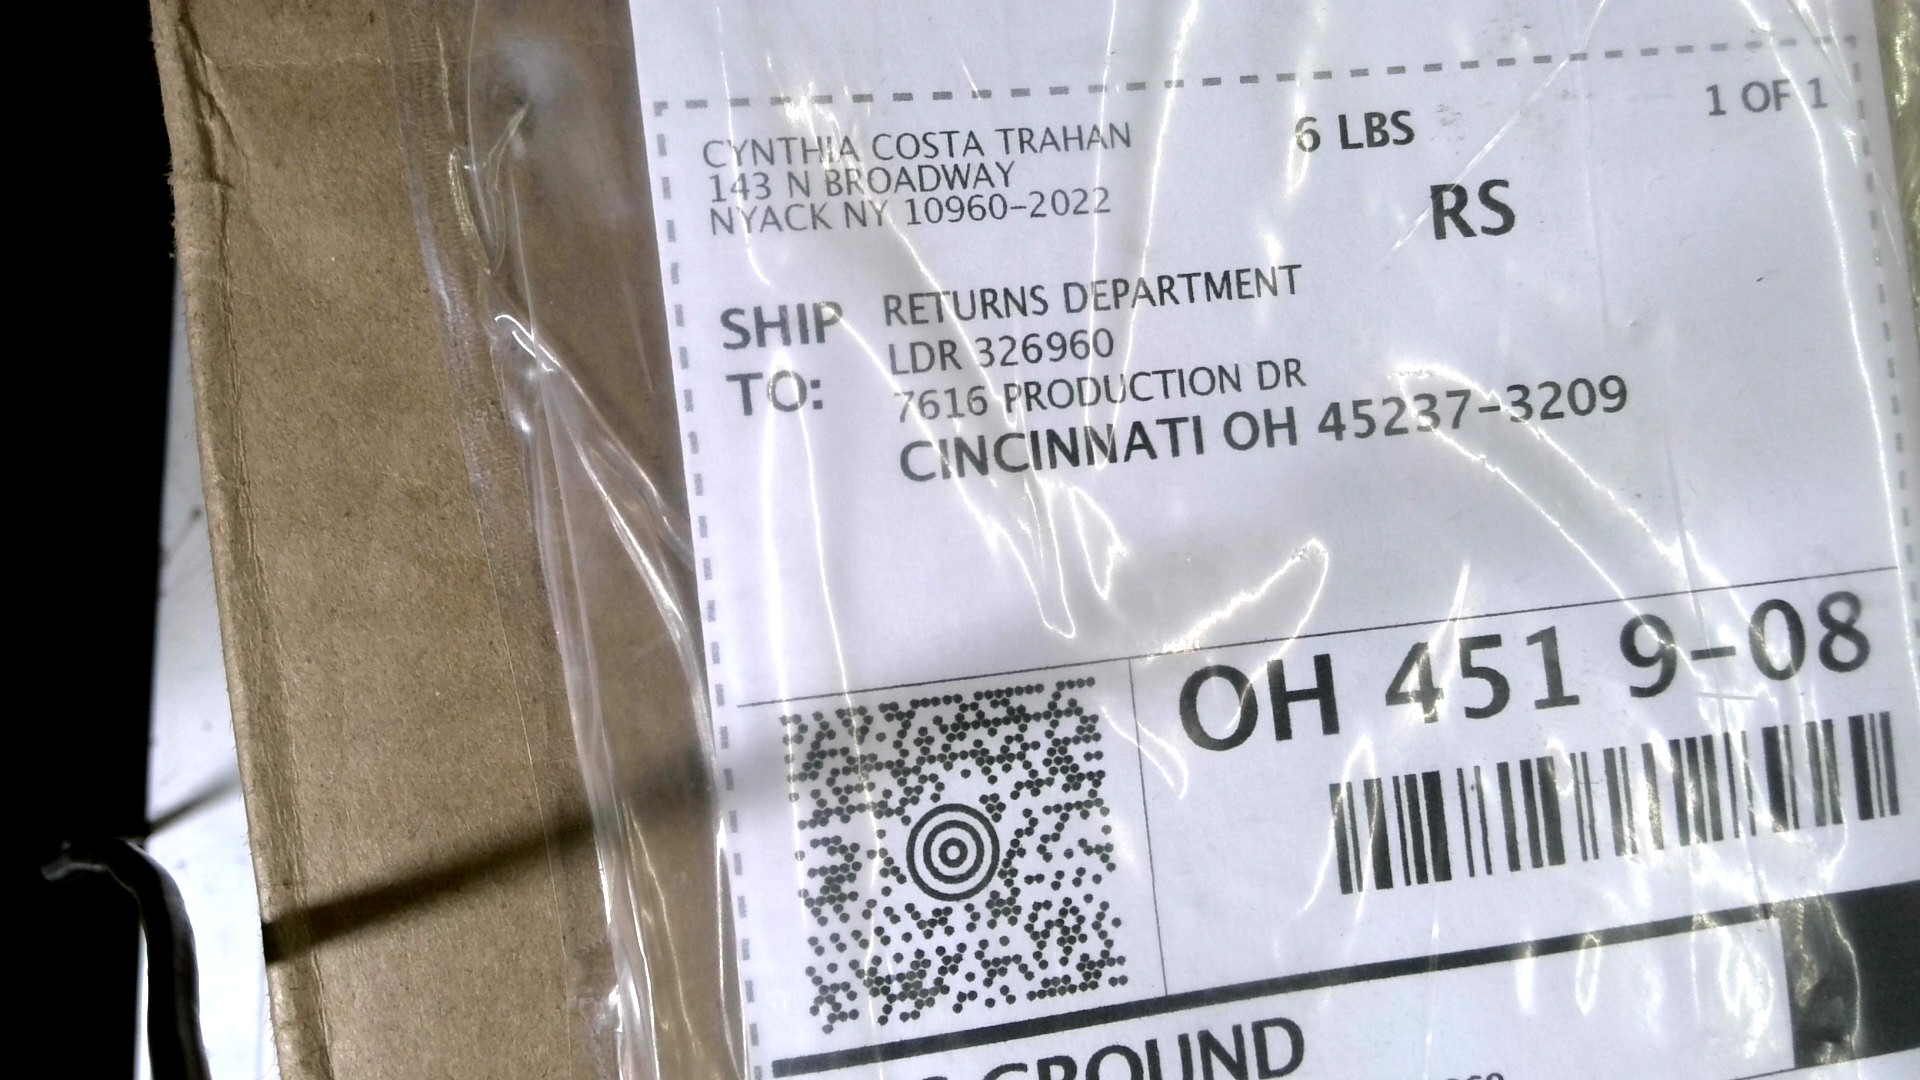 CYNTHIA COSTA TRAHAN
143 N BROADWAY
NYACK NY 10960-2022
6 LBS
1 OF 1
RS
SHIP TO:
RETURNS DEPARTMENT
LDR 326960
7616 PRODUCTION DR
CINCINNATI OH 45237-3209
OH 451 9-08
GROUND